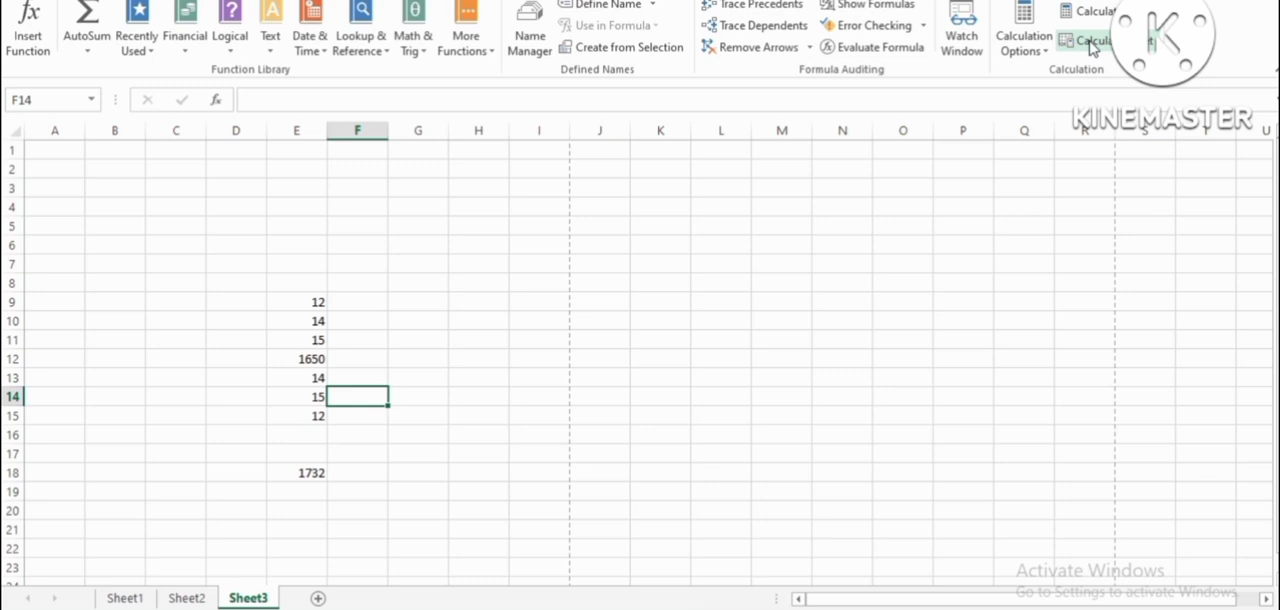 fx Insert Function
AutoSum
Recently Used
Financial
Logical
Text
Date & Time
Lookup & Reference
Math & Trig
More Functions
Function Library
Name Manager
Define Name
Use in Formula
Create from Selection
Defined Names
Trace Precedents
Trace Dependents
Remove Arrows
Show Formulas
Error Checking
Evaluate Formula
Formula Auditing
Watch Window
Calculation Options
Calculation
K
KINEMASTER
F14
fx
A B C D E F G H I J K L M N O P Q R S T U
1
2
3
4
5
6
7
8
9 12
10 14
11 15
12 1650
13 14
14 15
15 12
16
17
18 1732
19
20
21
22
23
Activate Windows
Go to Settings to activate Windows.
Sheet1 Sheet2 Sheet3